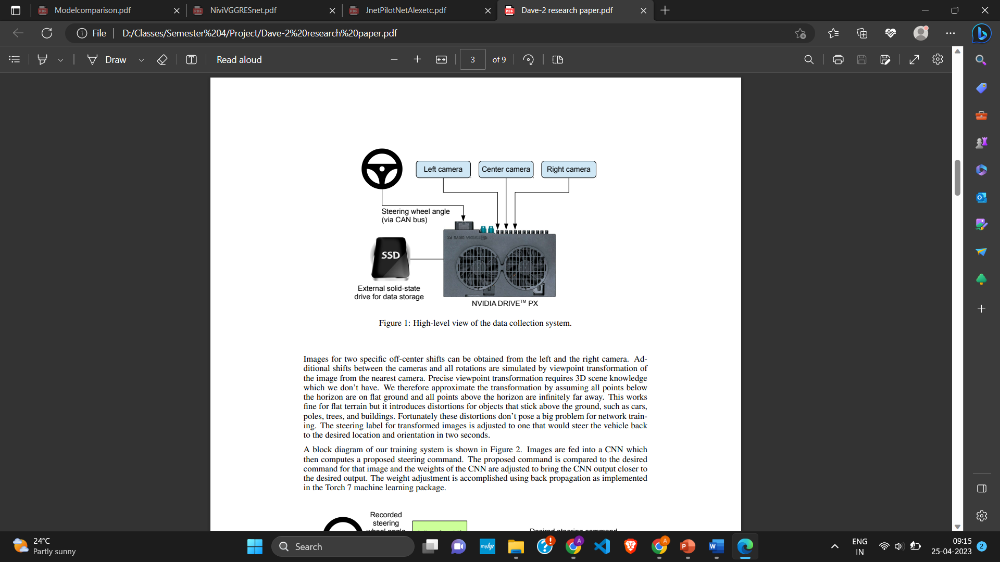 Modelcomparison.pdf
NiviVGGRESnet.pdf
JnetPilotNetAlexetc.pdf
Dave-2 research paper.pdf
File
D:/Classes/Semester%204/Project/Dave-2%20research%20paper.pdf
Draw
Read aloud
3
of 9
Left camera
Center camera
Right camera
Steering wheel angle
(via CAN bus)
SSD
External solid-state
drive for data storage
NVIDIA DRIVE™ PX
Figure 1: High-level view of the data collection system.
Images for two specific off-center shifts can be obtained from the left and the right camera. Ad-
ditional shifts between the cameras and all rotations are simulated by viewpoint transformation of
the image from the nearest camera. Precise viewpoint transformation requires 3D scene knowledge
which we don't have. We therefore approximate the transformation by assuming all points below
the horizon are on flat ground and all points above the horizon are infinitely far away. This works
fine for flat terrain but it introduces distortions for objects that stick above the ground, such as cars,
poles, trees, and buildings. Fortunately these distortions don't pose a big problem for network train-
ing. The steering label for transformed images is adjusted to one that would steer the vehicle back
to the desired location and orientation in two seconds.
A block diagram of our training system is shown in Figure 2. Images are fed into a CNN which
then computes a proposed steering command. The proposed command is compared to the desired
command for that image and the weights of the CNN are adjusted to bring the CNN output closer to
the desired output. The weight adjustment is accomplished using back propagation as implemented
in the Torch 7 machine learning package.
Recorded
steering
wheel angle
Desired steering command
24°C
Partly sunny
Search
myhp
ENG
IN
09:15
25-04-2023
2